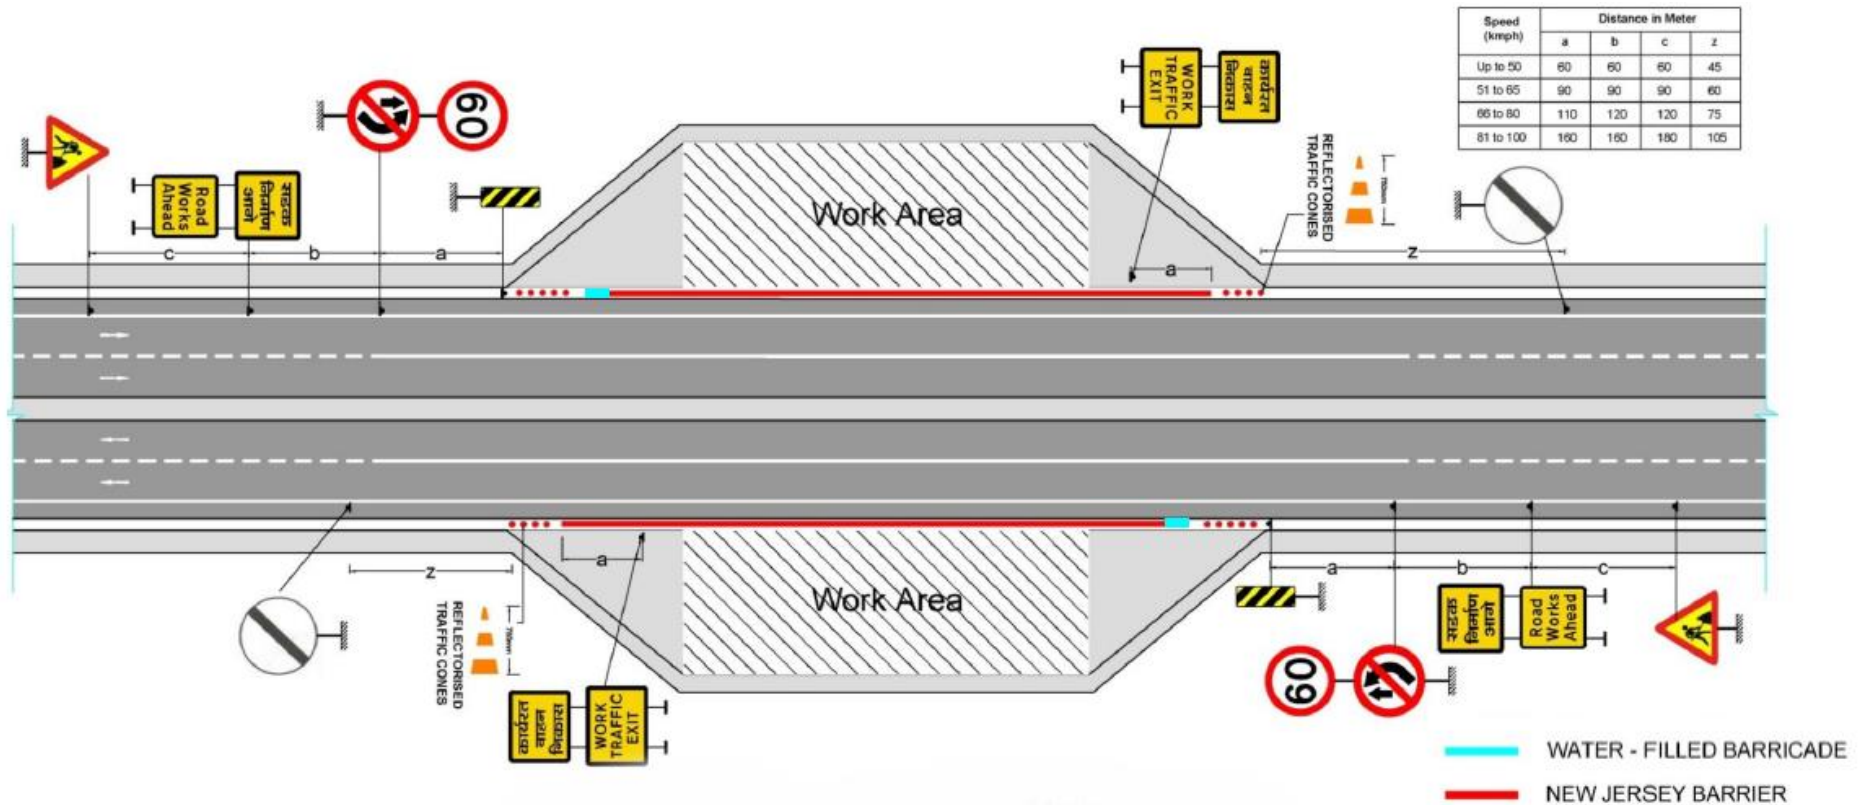 Speed
(kmph)
Distance in Meter
a b c z
Up to 50 60 60 60 45
51 to 65 90 90 90 60
66 to 80 110 120 120 75
81 to 100 160 160 180 105
60
Road
Works
Ahead
सड़क
निर्माण
आगे
c
b
a
Work Area
WORK
TRAFFIC
EXIT
कार्यरत
वाहन
निकास
REFLECTORISED
TRAFFIC CONES
750mm
a
z
z
a
Work Area
a
b
c
REFLECTORISED
TRAFFIC CONES
750mm
कार्यरत
वाहन
निकास
WORK
TRAFFIC
EXIT
60
सड़क
निर्माण
आगे
Road
Works
Ahead
WATER - FILLED BARRICADE
NEW JERSEY BARRIER